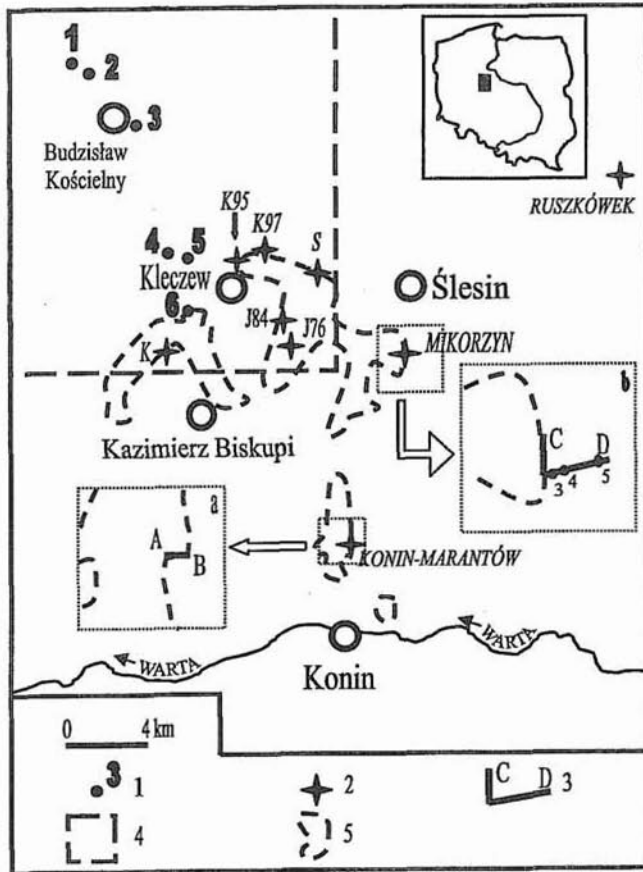 1
2
3
Budzisław
Kościelny
RUSZKÓWEK
K95
K97
S
4
5
Kleczew
Ślesin
6
J84
J76
K
MIKORZYN
Kazimierz Biskupi
b
C
D
3
4
5
a
A
B
KONIN-MARANTÓW
WARTA
WARTA
Konin
0 4 km
3 1
2
C D 3
4
5